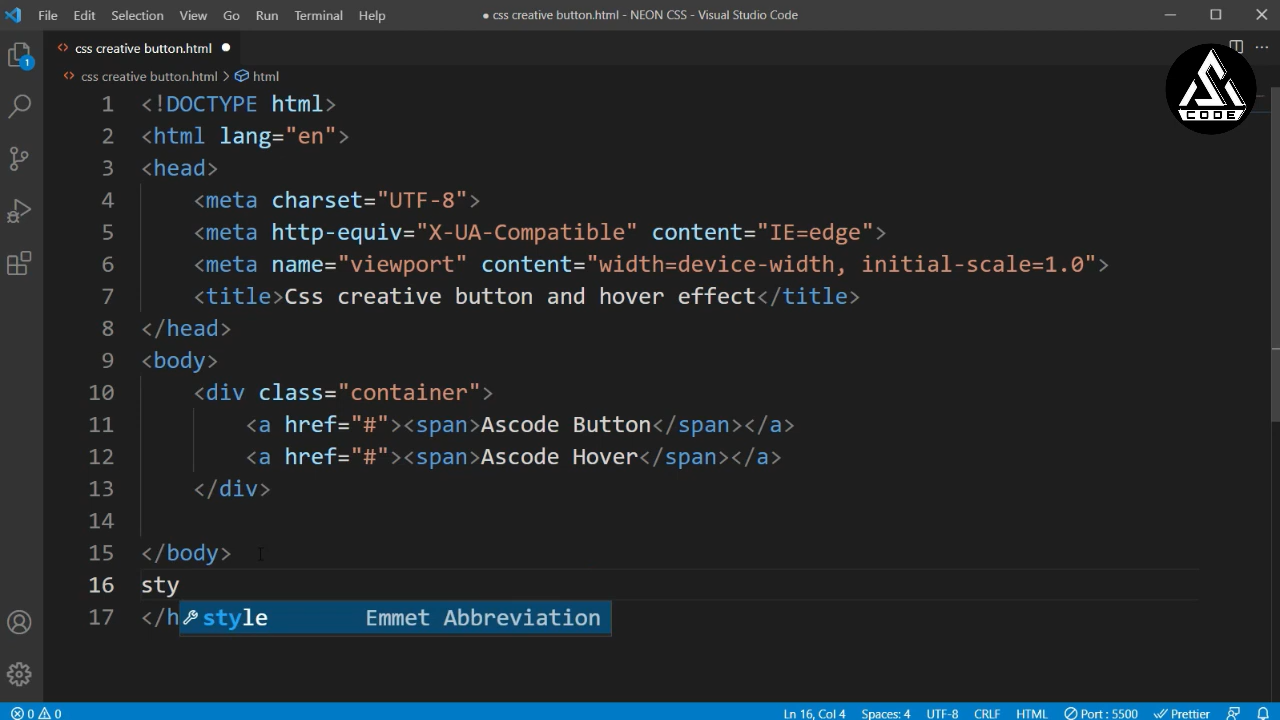 File Edit Selection View Go Run Terminal Help ● css creative button.html - NEON CSS - Visual Studio Code
<> css creative button.html ●
<> css creative button.html > html
1 <!DOCTYPE html>
2 <html lang="en">
3 <head>
4 <meta charset="UTF-8">
5 <meta http-equiv="X-UA-Compatible" content="IE=edge">
6 <meta name="viewport" content="width=device-width, initial-scale=1.0">
7 <title>Css creative button and hover effect</title>
8 </head>
9 <body>
10 <div class="container">
11 <a href="#"><span>Ascode Button</span></a>
12 <a href="#"><span>Ascode Hover</span></a>
13 </div>
14
15 </body>
16 sty
style Emmet Abbreviation
17 </h
1
CODE
0 0 Ln 16, Col 4 Spaces: 4 UTF-8 CRLF HTML Port : 5500 Prettier